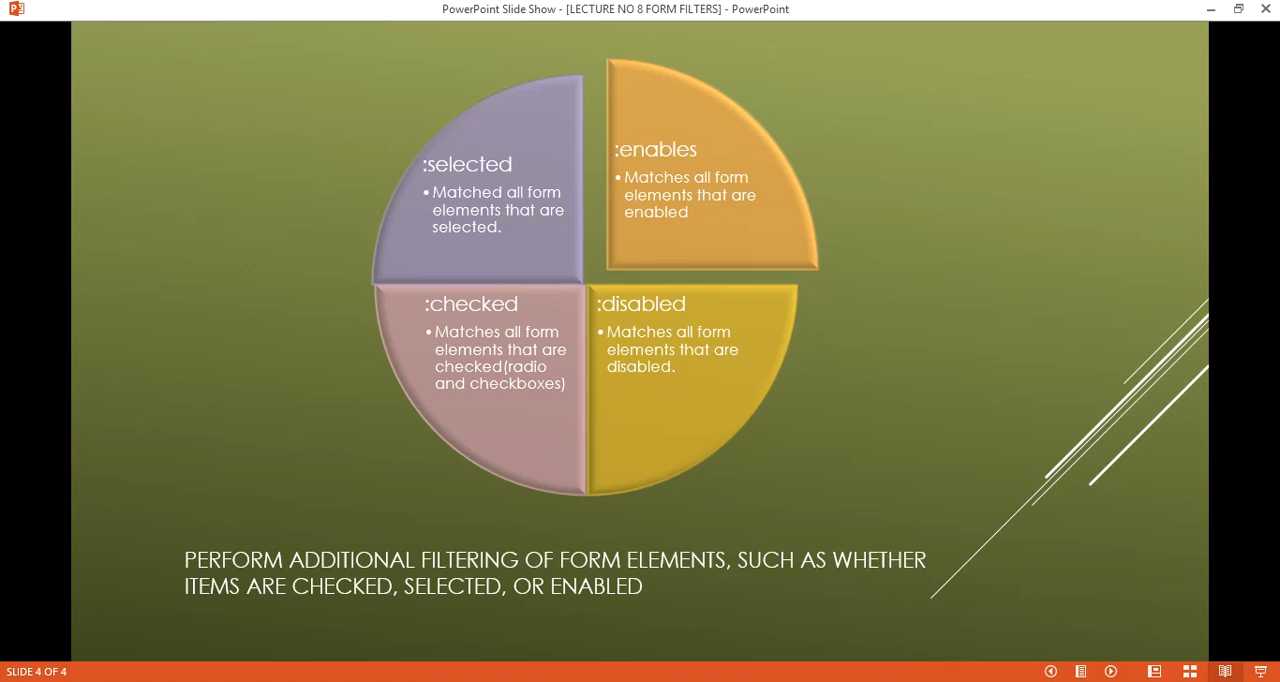 PowerPoint Slide Show - [LECTURE NO 8 FORM FILTERS] - PowerPoint
:selected
• Matched all form
elements that are
selected.
:enables
• Matches all form
elements that are
enabled
:checked
• Matches all form
elements that are
checked(radio
and checkboxes)
:disabled
• Matches all form
elements that are
disabled.
PERFORM ADDITIONAL FILTERING OF FORM ELEMENTS, SUCH AS WHETHER
ITEMS ARE CHECKED, SELECTED, OR ENABLED
SLIDE 4 OF 4